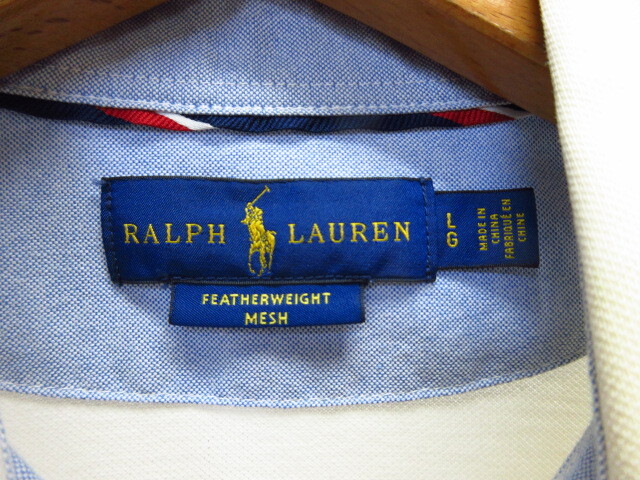 RALPH LAUREN
L
G
MADE IN
CHINA
FABRIQUÉ EN
CHINE
FEATHERWEIGHT
MESH